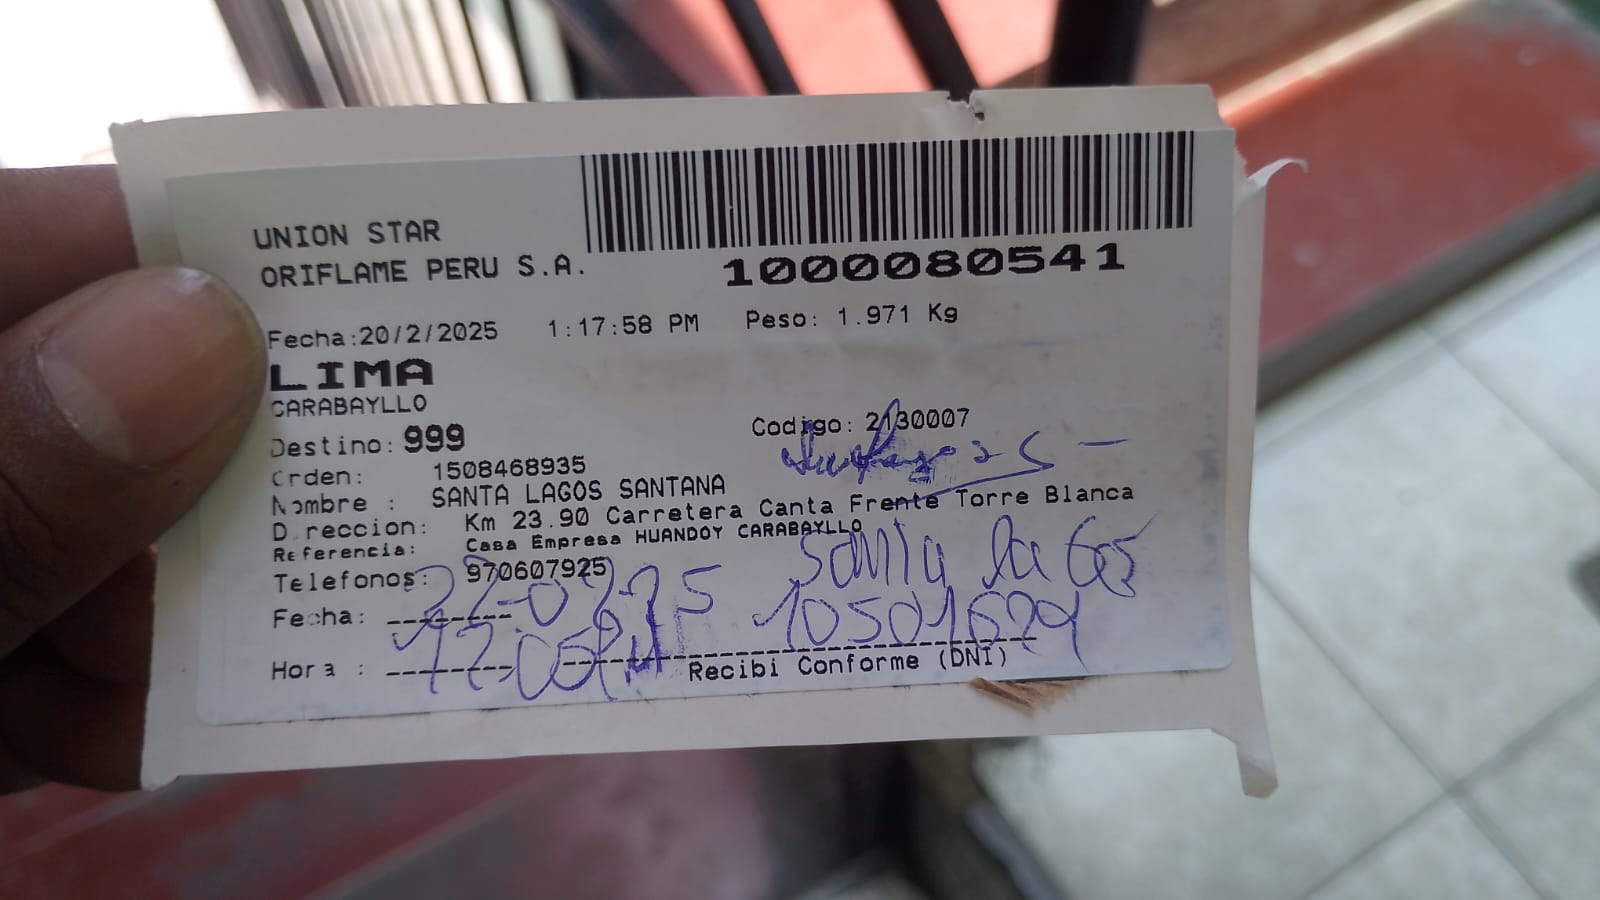 UNION STAR
ORIFLAME PERU S.A.
1000080541
Fecha:20/2/2025 1:17:58 PM Peso: 1.971 Kg
LIMA
CARABAYLLO
Destino: 999 Codigo: 2130007
Orden: 1508468935
Nombre : SANTA LAGOS SANTANA
Direccion: Km 23.90 Carretera Canta Frente Torre Blanca
Referencia: Casa Empresa HUANDOY CARABAYLLO
Telefonos: 970607925
Santa Lagos
Fecha:
Hora :
Recibi Conforme (DNI)